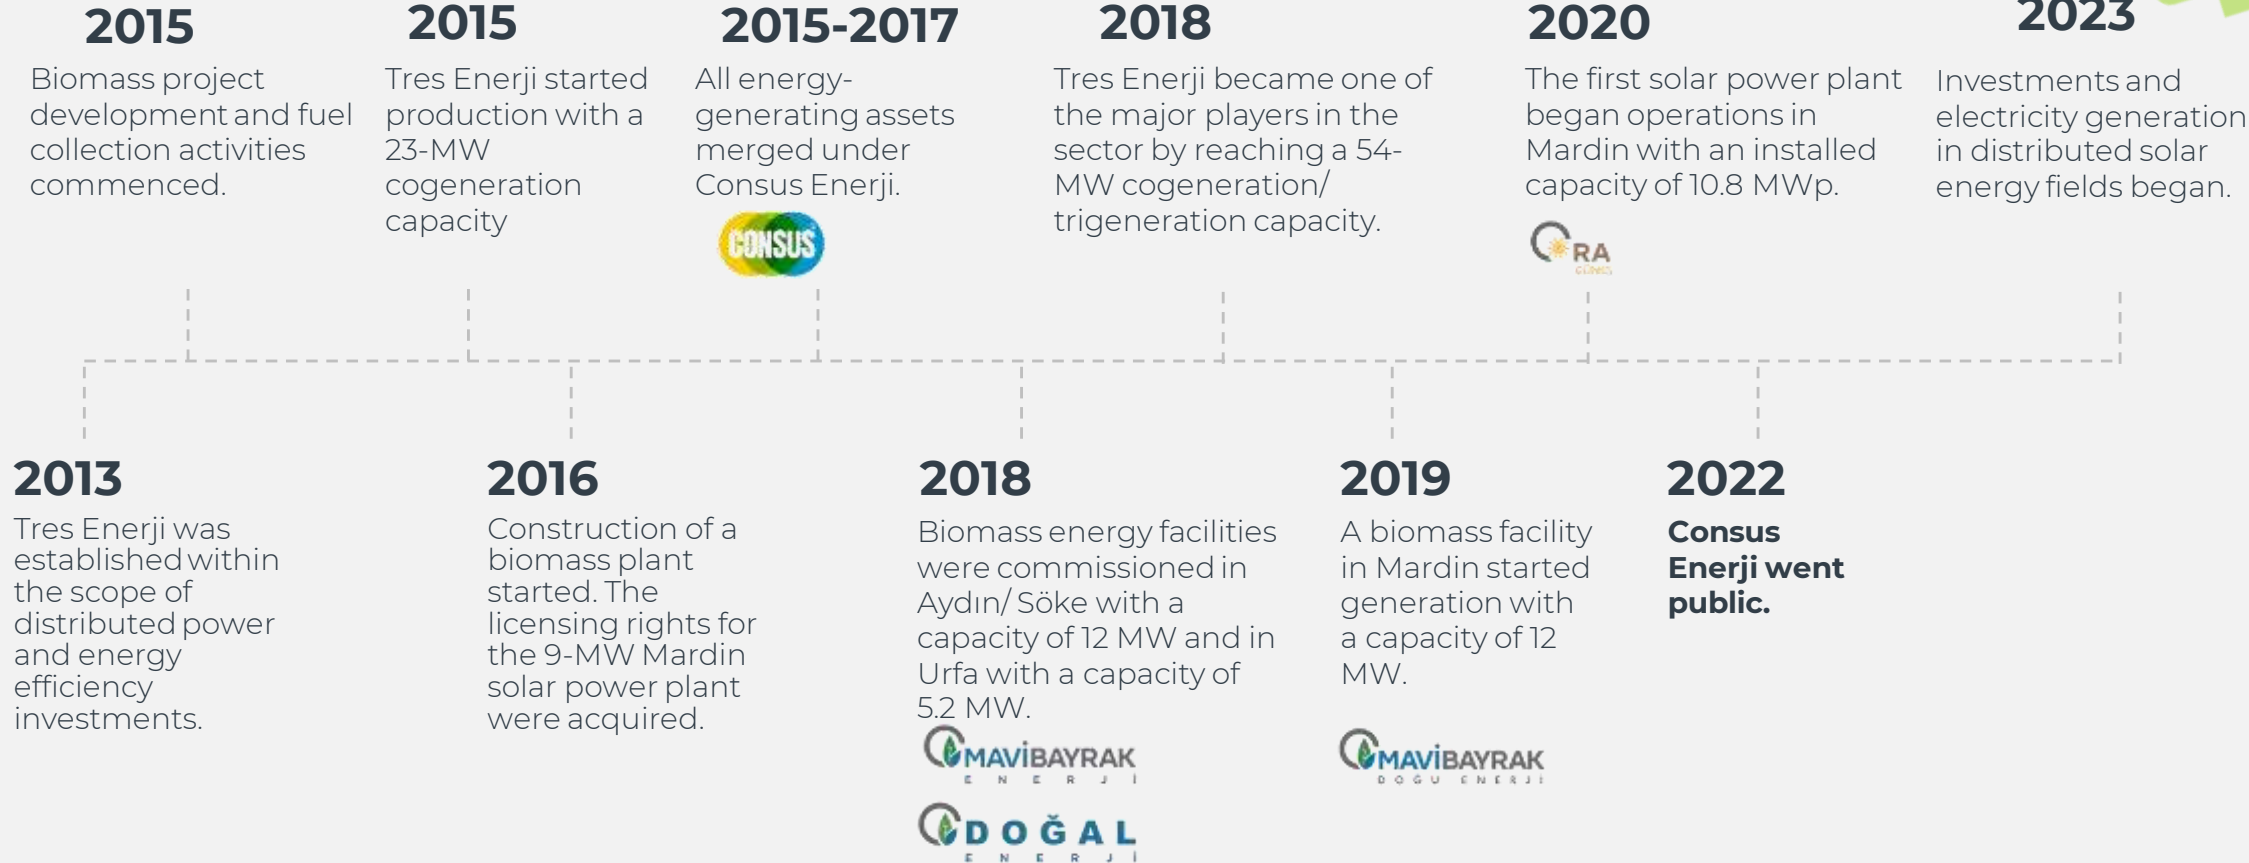 2015
Biomass project
development and fuel
collection activities
commenced.
2015
Tres Enerji started
production with a
23-MW
cogeneration
capacity
2015-2017
All energy-
generating assets
merged under
Consus Enerji.
CONSUS
2018
Tres Enerji became one of
the major players in the
sector by reaching a 54-
MW cogeneration/
trigeneration capacity.
2020
The first solar power plant
began operations in
Mardin with an installed
capacity of 10.8 MWp.
RA
GÜNEŞ
2023
Investments and
electricity generation
in distributed solar
energy fields began.
2013
Tres Enerji was
established within
the scope of
distributed power
and energy
efficiency
investments.
2016
Construction of a
biomass plant
started. The
licensing rights for
the 9-MW Mardin
solar power plant
were acquired.
2018
Biomass energy facilities
were commissioned in
Aydın/ Söke with a
capacity of 12 MW and in
Urfa with a capacity of
5.2 MW.
MAVİBAYRAK
ENERJİ
DOĞAL
ENERJİ
2019
A biomass facility
in Mardin started
generation with
a capacity of 12
MW.
MAVİBAYRAK
DOĞU ENERJİ
2022
Consus
Enerji went
public.